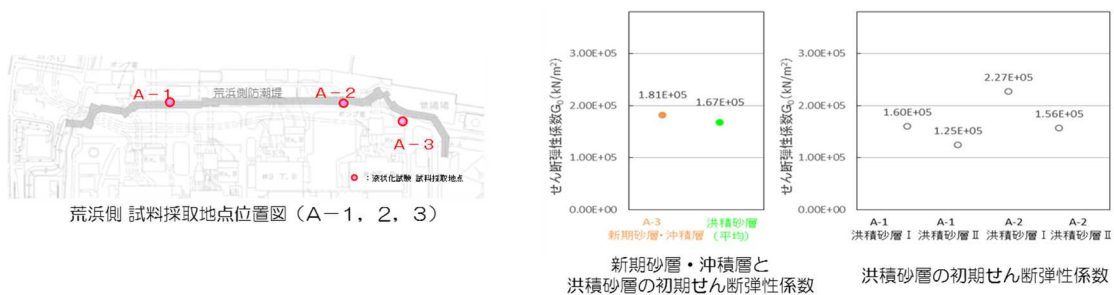 A-1
荒浜側防潮堤
A-2
A-3
:液状化試験 試料採取地点
荒浜側 試料採取地点位置図(A-1,2,3)
せん断弾性係数G₀(kN/m²)
3.00E+05
2.00E+05
1.00E+05
0.00E+00
1.81E+05
1.67E+05
A-3
新期砂層・沖積層
洪積砂層
(平均)
新期砂層・沖積層と
洪積砂層の初期せん断弾性係数
せん断弾性係数G₀(kN/m²)
3.00E+05
2.00E+05
1.00E+05
0.00E+00
1.60E+05
1.25E+05
2.27E+05
1.56E+05
A-1
洪積砂層Ⅰ
A-1
洪積砂層Ⅱ
A-2
洪積砂層Ⅰ
A-2
洪積砂層Ⅱ
洪積砂層の初期せん断弾性係数